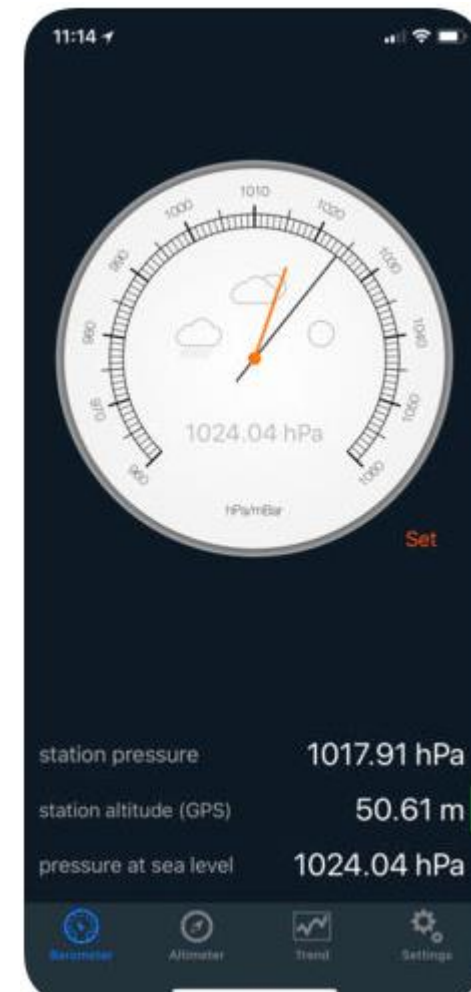 11:14
1010
1000
1020
990
1030
980
1040
970
1050
960
1060
1024.04 hPa
hPa/mBar
Set
station pressure 1017.91 hPa
station altitude (GPS) 50.61 m
pressure at sea level 1024.04 hPa
Barometer Altimeter Trend Settings